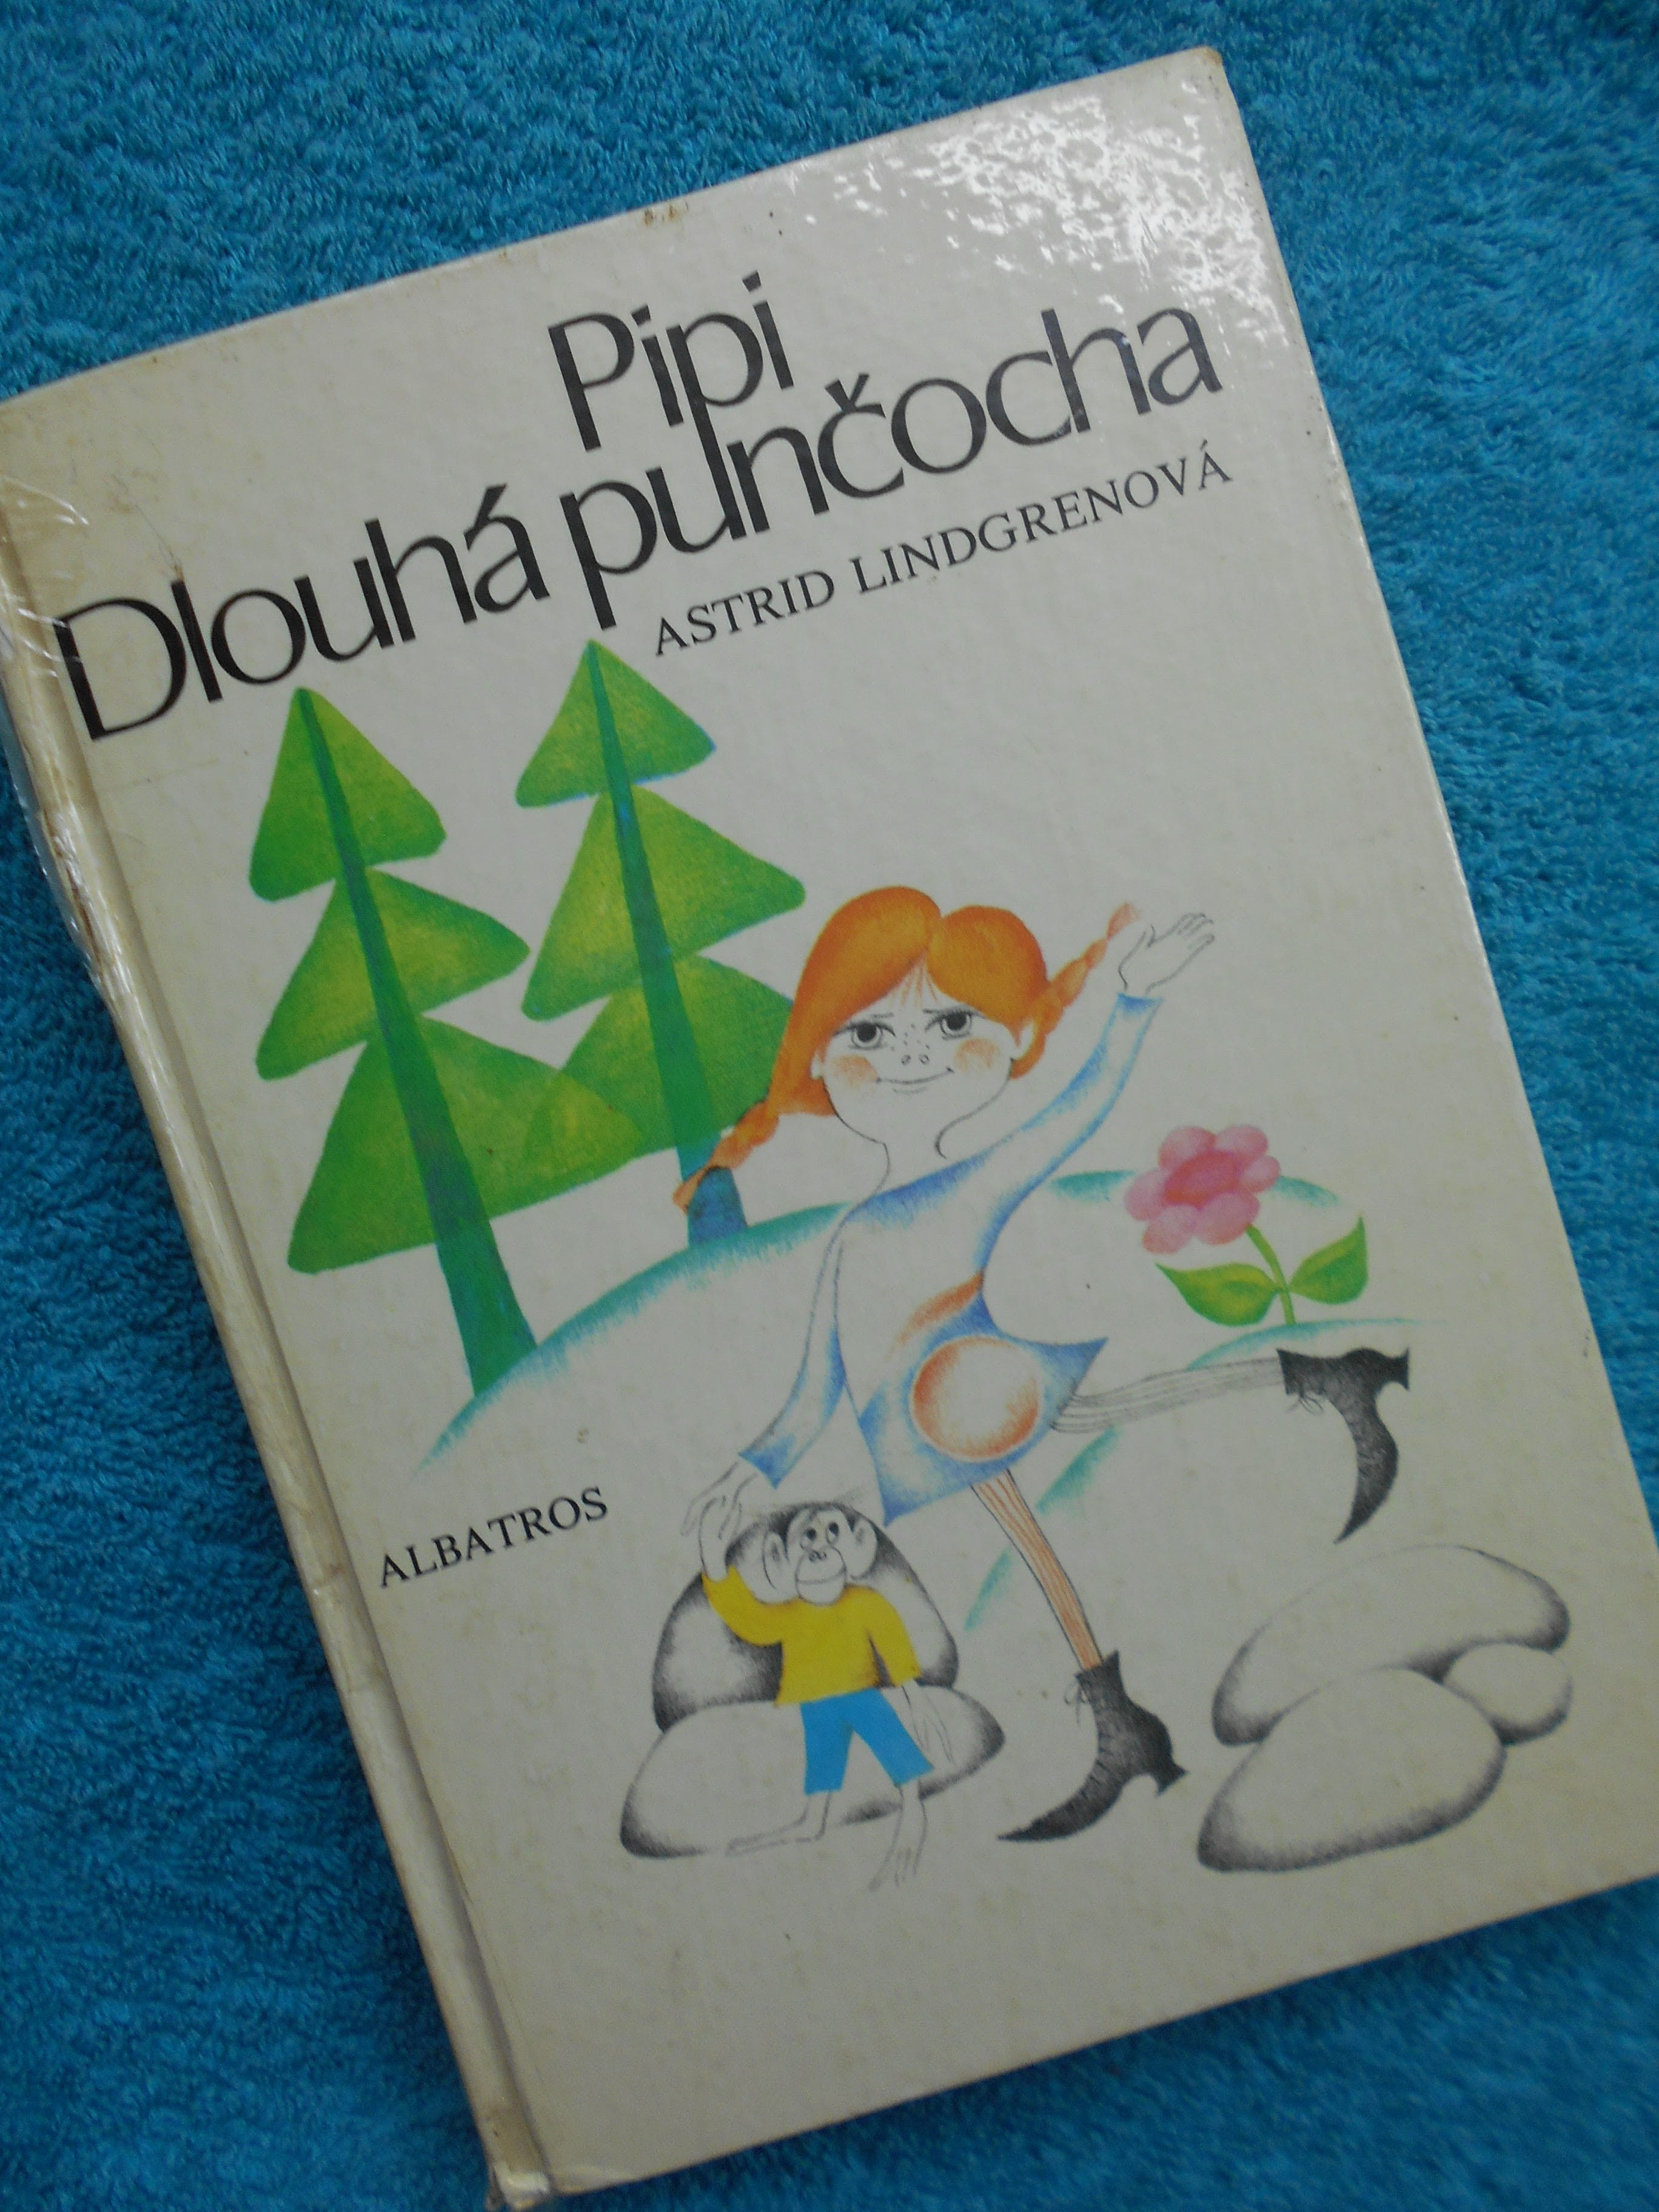 Pipi
Dlouhá punčocha
ASTRID LINDGRENOVÁ
ALBATROS